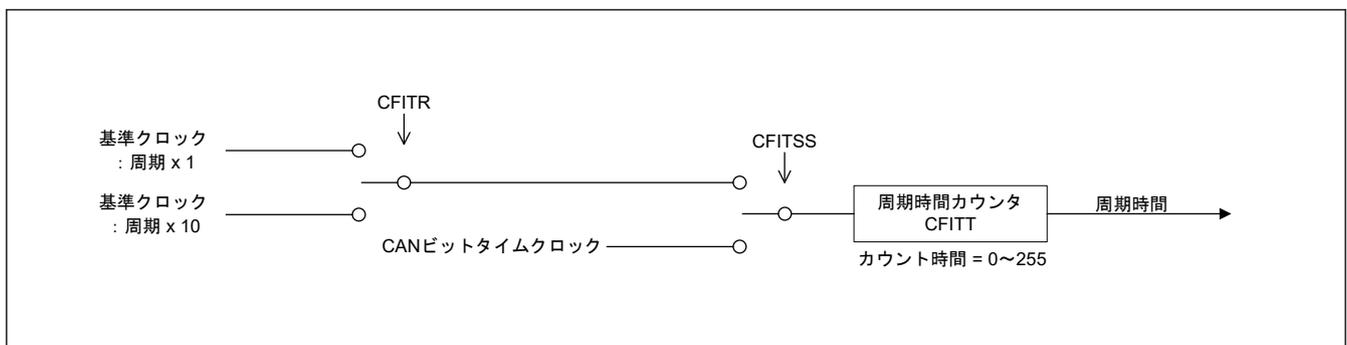 CFITR
基準クロック
：周期 x 1
CFITSS
基準クロック
：周期 x 10
周期時間カウンタ
CFITT
周期時間
CANビットタイムクロック
カウント時間 = 0～255